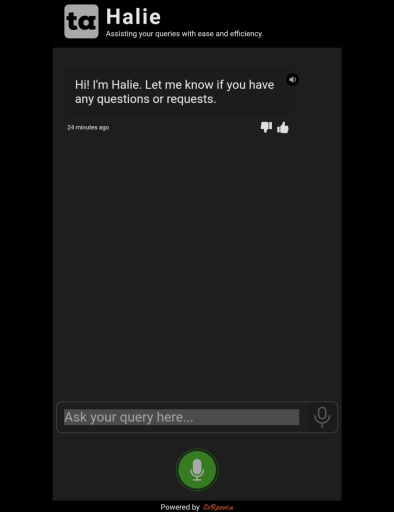 ta
Halie
Assisting your queries with ease and efficiency.
Hi! I'm Halie. Let me know if you have
any questions or requests.
24 minutes ago
Ask your query here...
Powered by